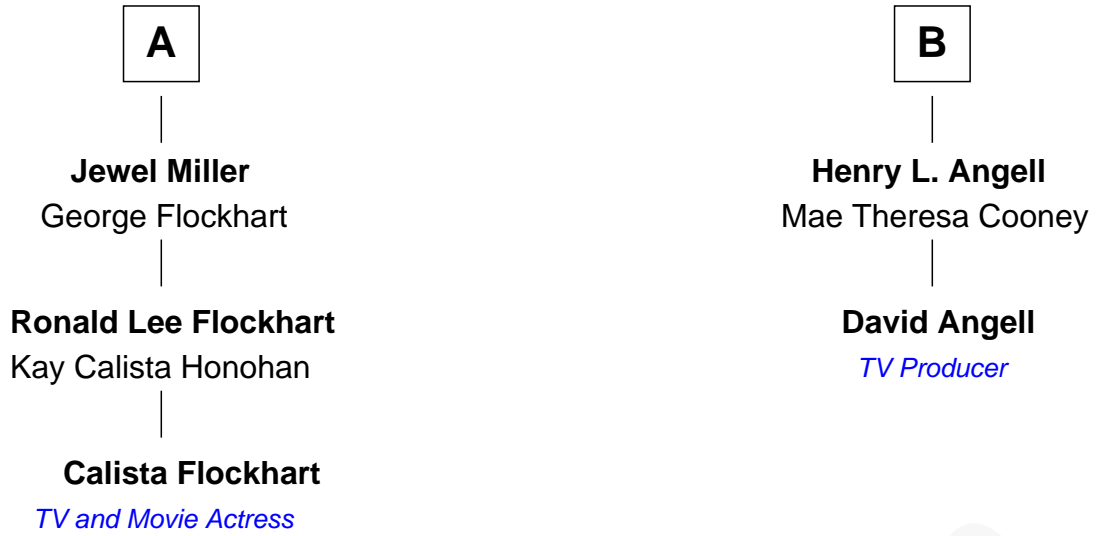 A
Jewel Miller
George Flockhart
Ronald Lee Flockhart
Kay Calista Honohan
Calista Flockhart
TV and Movie Actress
B
Henry L. Angell
Mae Theresa Cooney
David Angell
TV Producer